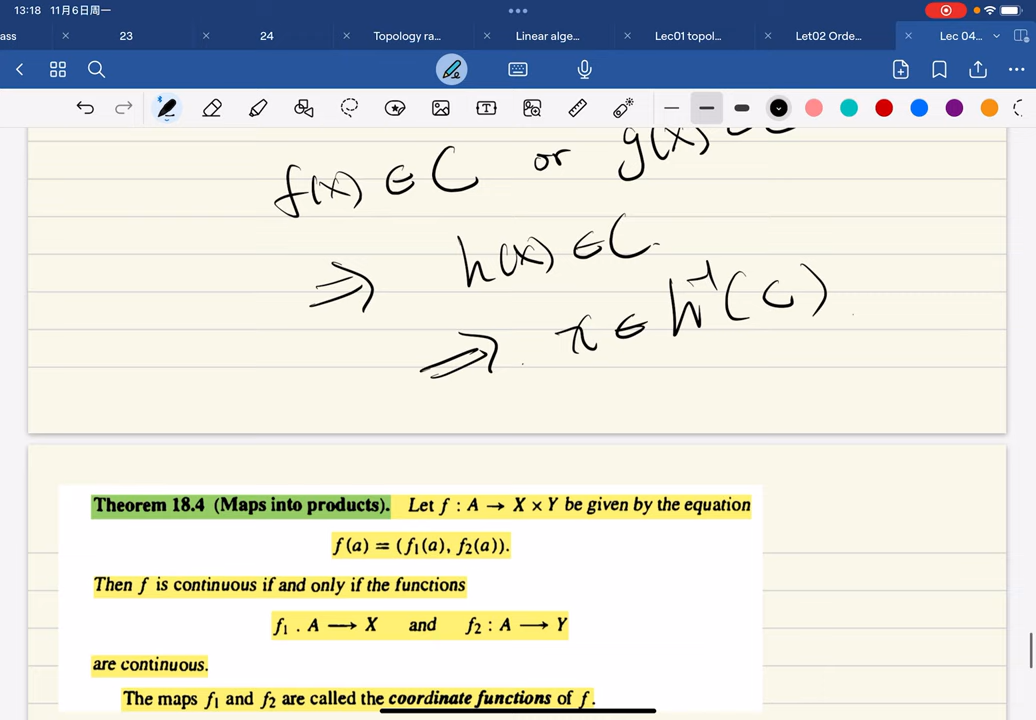 13:18 11月6日周一
ass
23
24
Topology ra...
Linear alge...
Lec01 topol...
Let02 Orde...
Lec 04...
f(x) ∈ C or g(x)
⇒ h(x) ∈ C.
⇒ x ∈ h⁻¹(C)
Theorem 18.4 (Maps into products). Let f : A → X × Y be given by the equation
f(a) = (f₁(a), f₂(a)).
Then f is continuous if and only if the functions
f₁ . A ⟶ X and f₂ : A ⟶ Y
are continuous.
The maps f₁ and f₂ are called the coordinate functions of f.